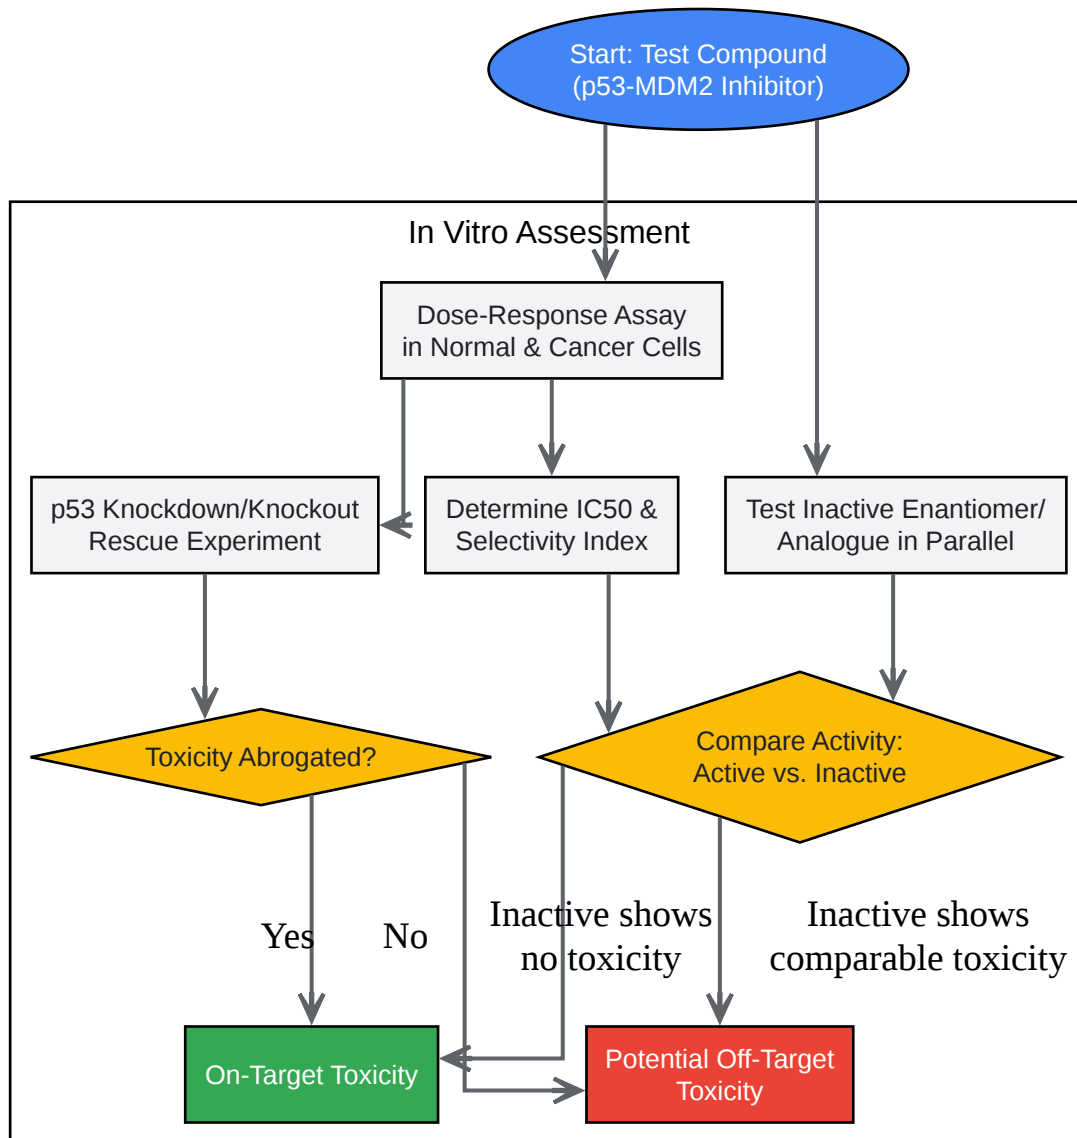 Start: Test Compound
(p53-MDM2 Inhibitor)
In Vitro Assessment
Dose-Response Assay
in Normal & Cancer Cells
p53 Knockdown/Knockout
Rescue Experiment
Determine IC50 &
Selectivity Index
Test Inactive Enantiomer/
Analogue in Parallel
Toxicity Abrogated?
Compare Activity:
Active vs. Inactive
Yes
No
Inactive shows
no toxicity
Inactive shows
comparable toxicity
On-Target Toxicity
Potential Off-Target
Toxicity